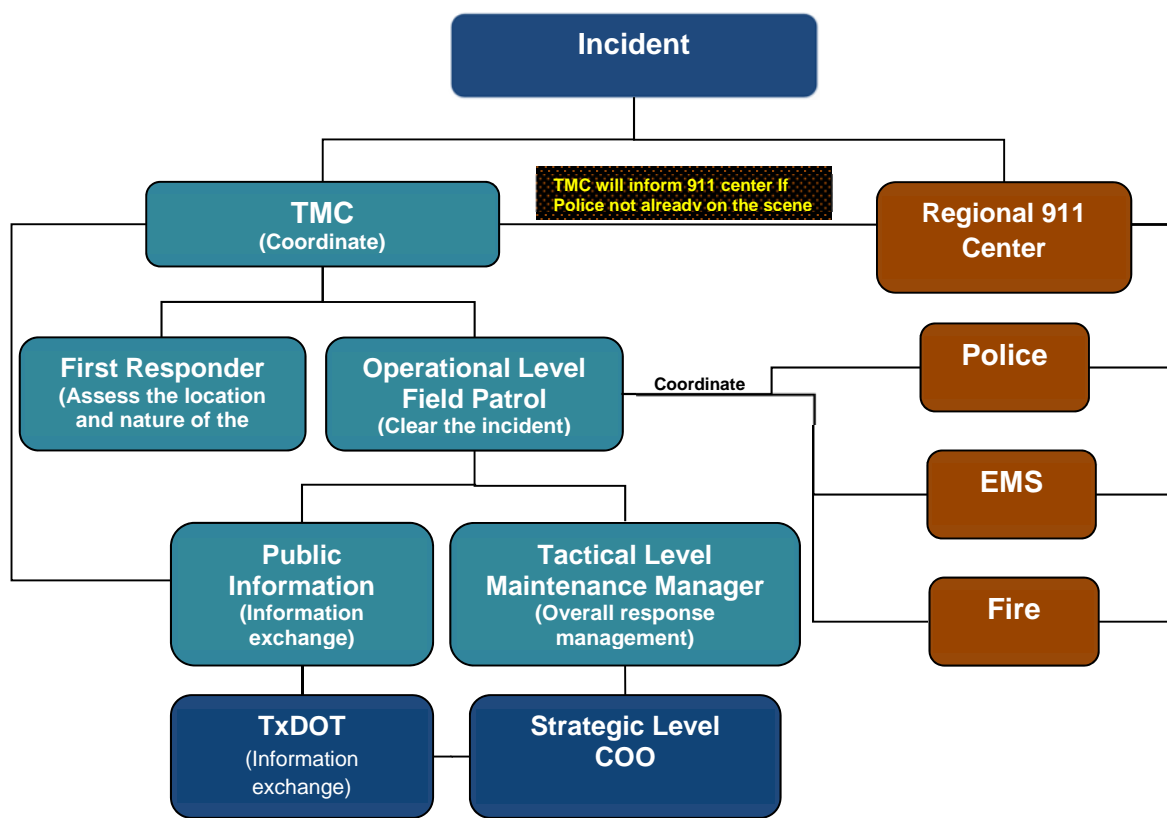 Incident
TMC will inform 911 center If
Police not already on the scene
TMC
(Coordinate)
Regional 911
Center
First Responder
(Assess the location
and nature of the
Operational Level
Field Patrol
(Clear the incident)
Coordinate
Police
EMS
Public
Information
(Information
exchange)
Tactical Level
Maintenance Manager
(Overall response
management)
Fire
TxDOT
(Information
exchange)
Strategic Level
COO